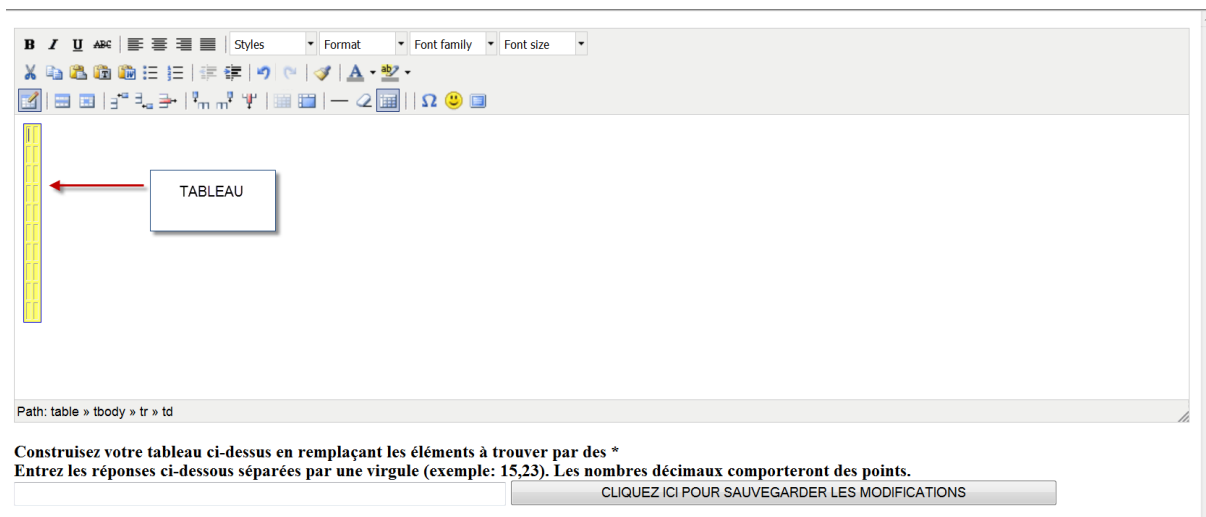 B I U ABC Styles Format Font family Font size
TABLEAU
Path: table » tbody » tr » td
Construisez votre tableau ci-dessus en remplaçant les éléments à trouver par des *
Entrez les réponses ci-dessous séparées par une virgule (exemple: 15,23). Les nombres décimaux comporteront des points.
CLIQUEZ ICI POUR SAUVEGARDER LES MODIFICATIONS